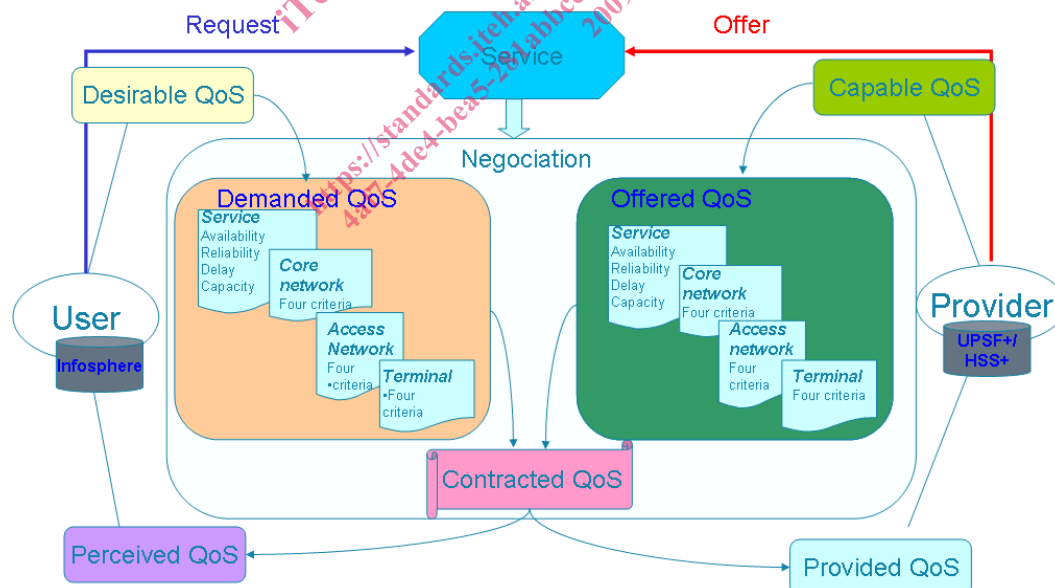 Request
Offer
Service
Desirable QoS
Capable QoS
Negociation
Demanded QoS
Service
Availability
Reliability
Delay
Capacity
Core
network
Four criteria
Access
Network
Four
•criteria
Terminal
•Four
criteria
Offered QoS
Service
Availability
Reliability
Delay
Capacity
Core
network
Four criteria
Access
network
Four
criteria
Terminal
Four criteria
User
Infosphere
Provider
UPSF+/
HSS+
Contracted QoS
Perceived QoS
Provided QoS